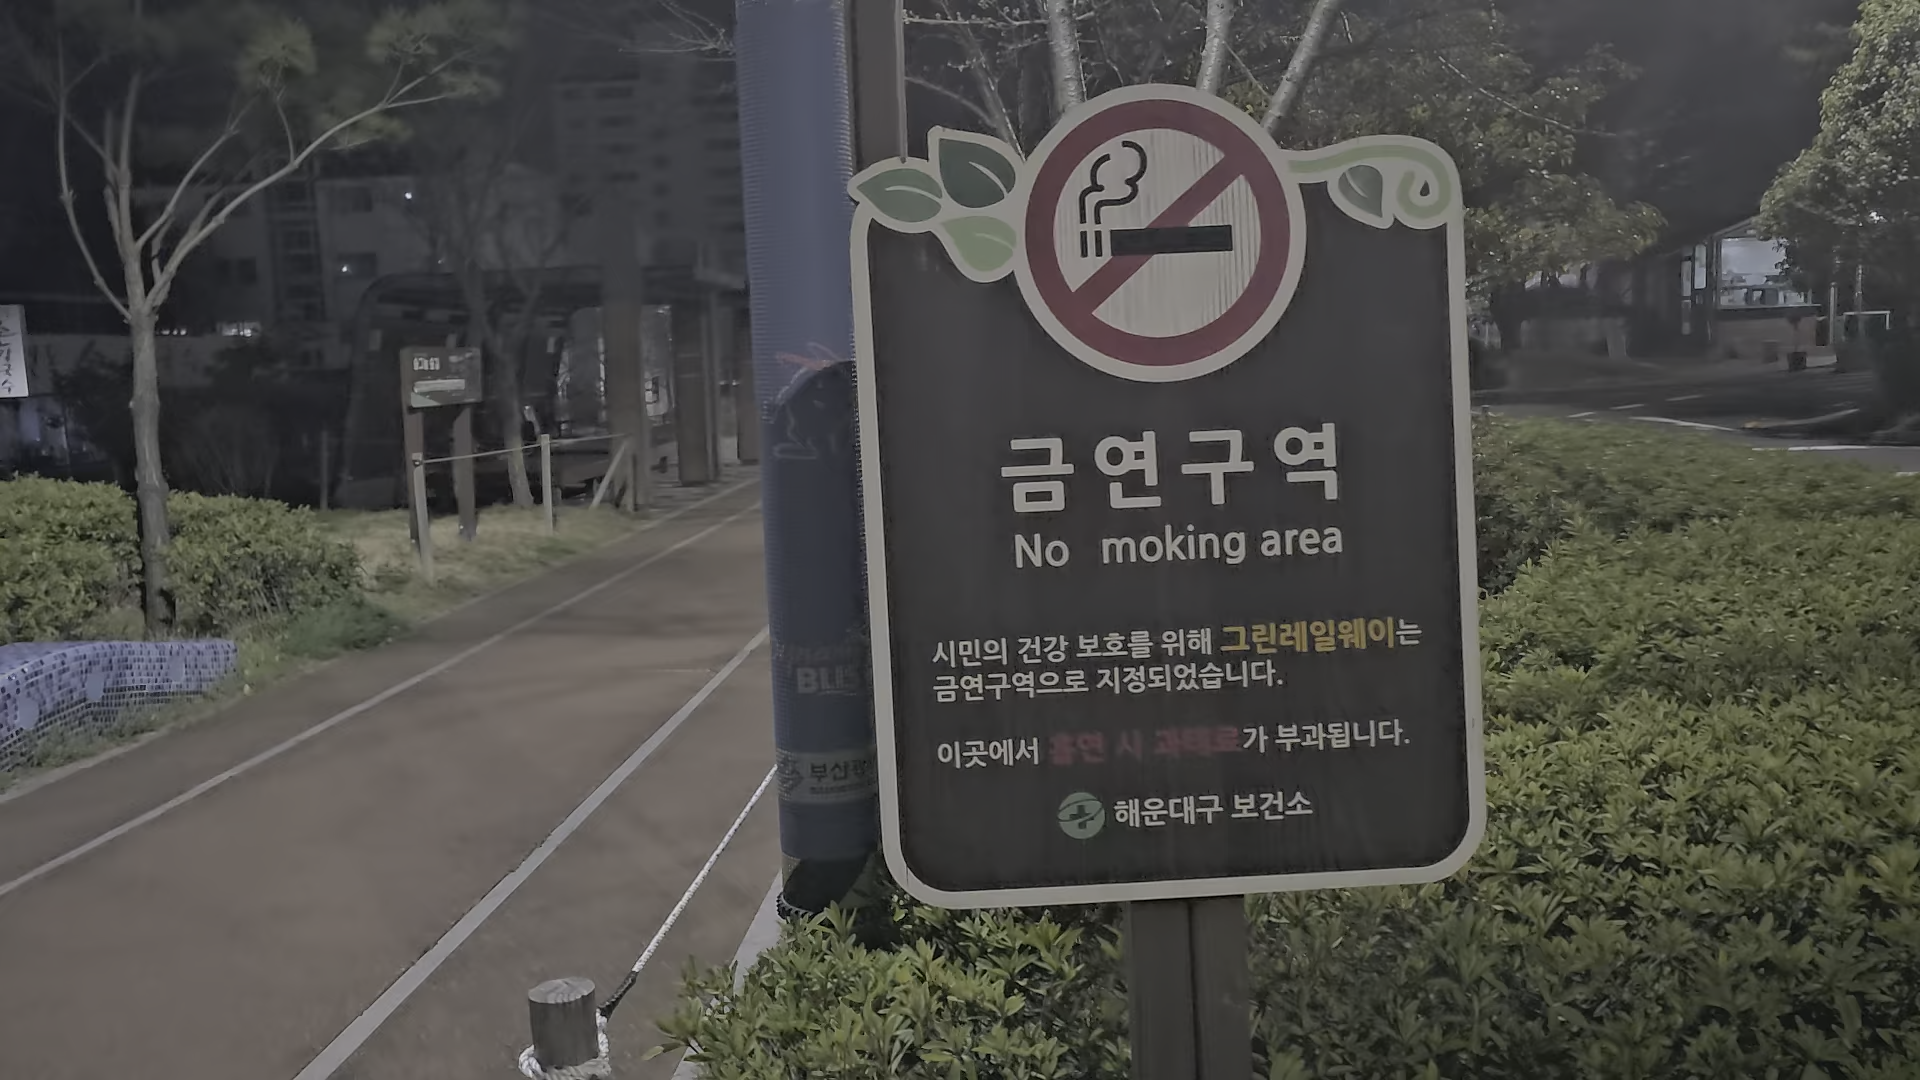 금연구역
No moking area
시민의 건강 보호를 위해 그린레일웨이는
금연구역으로 지정되었습니다.
이곳에서 흡연 시 과태료가 부과됩니다.
해운대구 보건소
부산